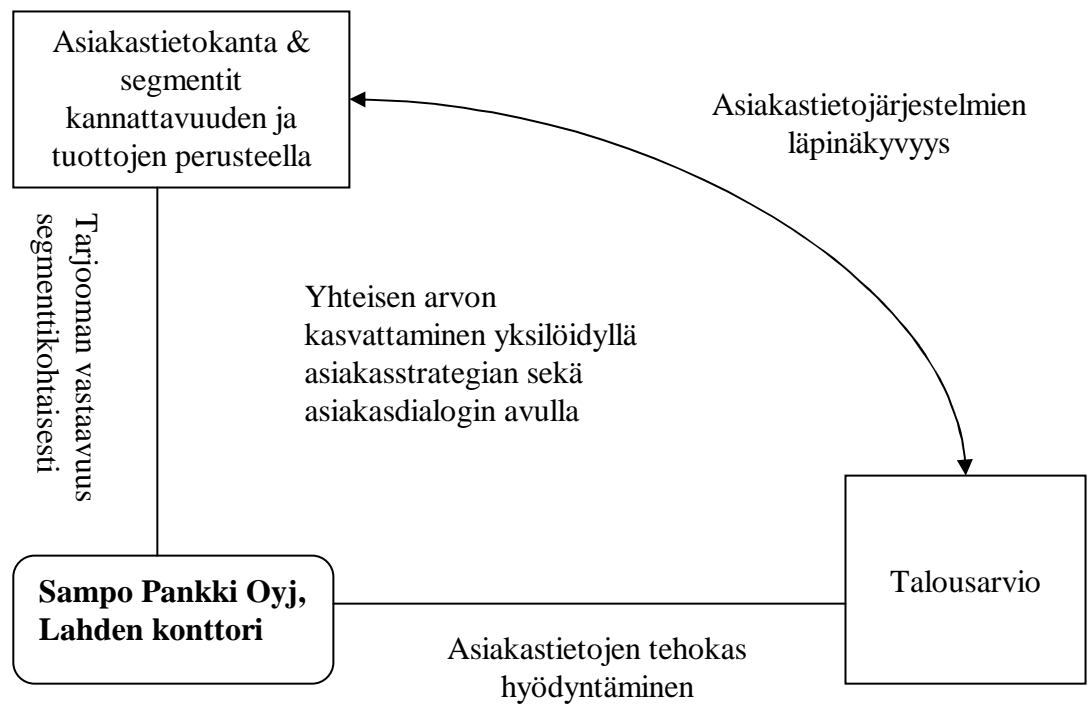 Asiakastietokanta &
segmentit
kannattavuuden ja
tuottojen perusteella
Asiakastietojärjestelmien
läpinäkyvyys
Tarjooman vastaavuus
segmenttikohtaisesti
Yhteisen arvon
kasvattaminen yksilöidyllä
asiakasstrategian sekä
asiakasdialogin avulla
Sampo Pankki Oyj,
Lahden konttori
Talousarvio
Asiakastietojen tehokas
hyödyntäminen